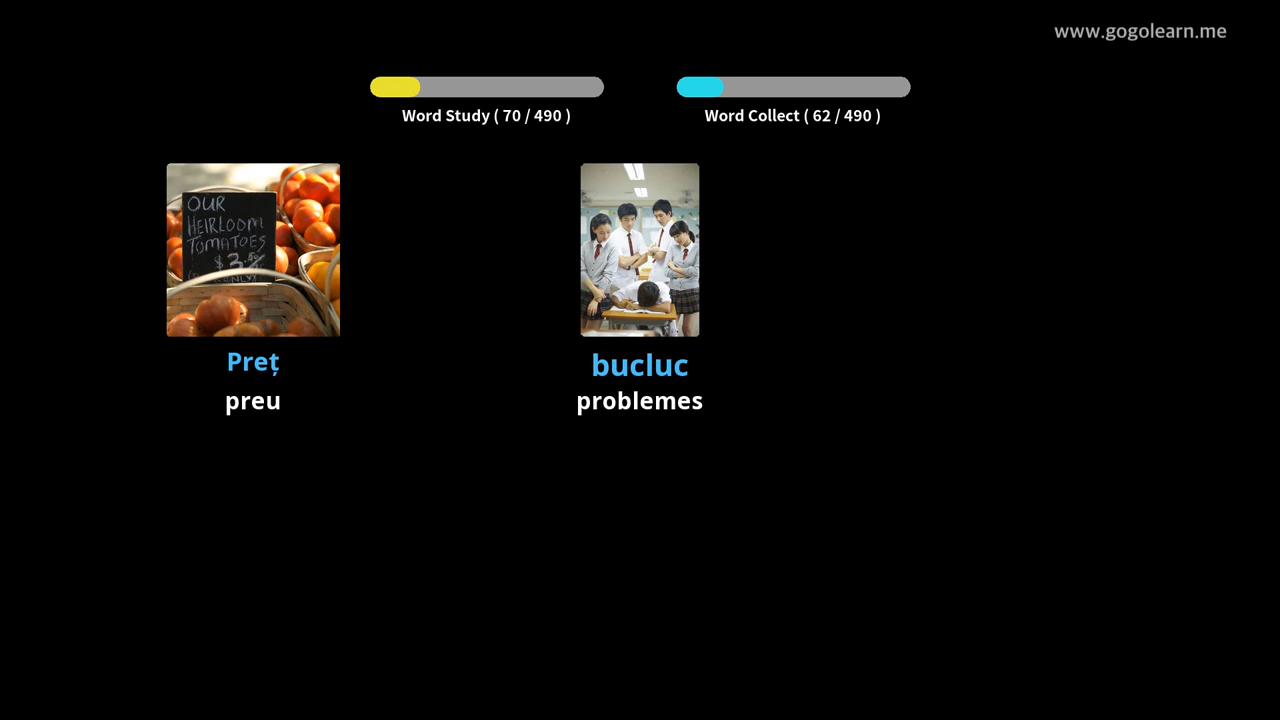 www.gogolearn.me
Word Study ( 70 / 490 )
Word Collect ( 62 / 490 )
OUR
HEIRLOOM
TOMATOES
Preț
preu
bucluc
problemes